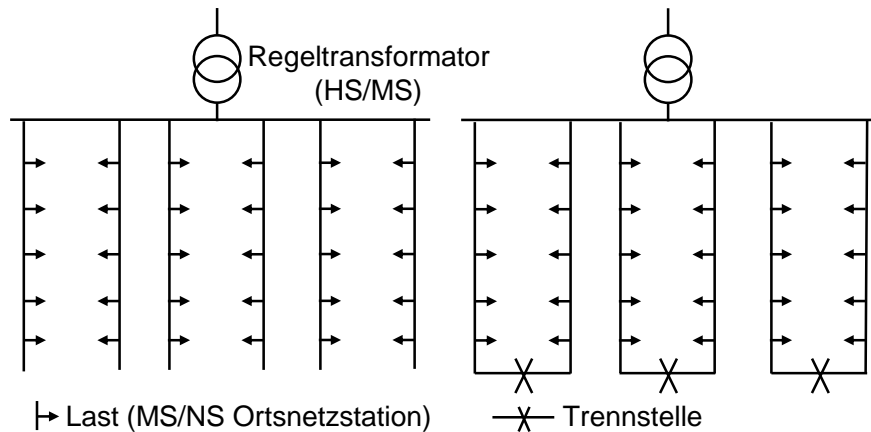 Regeltransformator
(HS/MS)
Last (MS/NS Ortsnetzstation)
Trennstelle